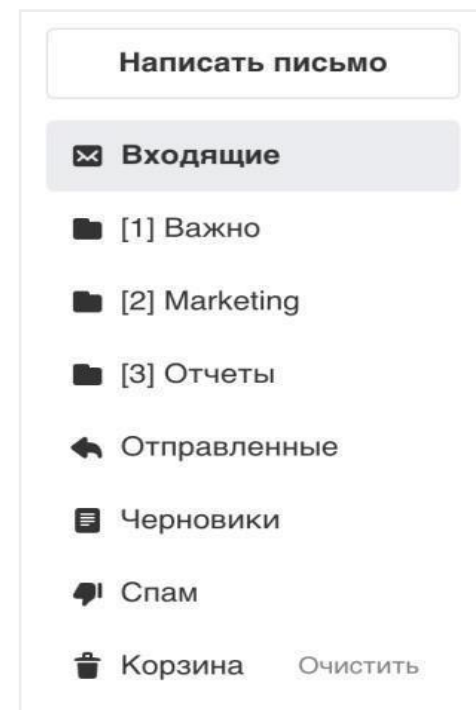 Написать письмо
Входящие
[1] Важно
[2] Marketing
[3] Отчеты
Отправленные
Черновики
Спам
Корзина Очистить